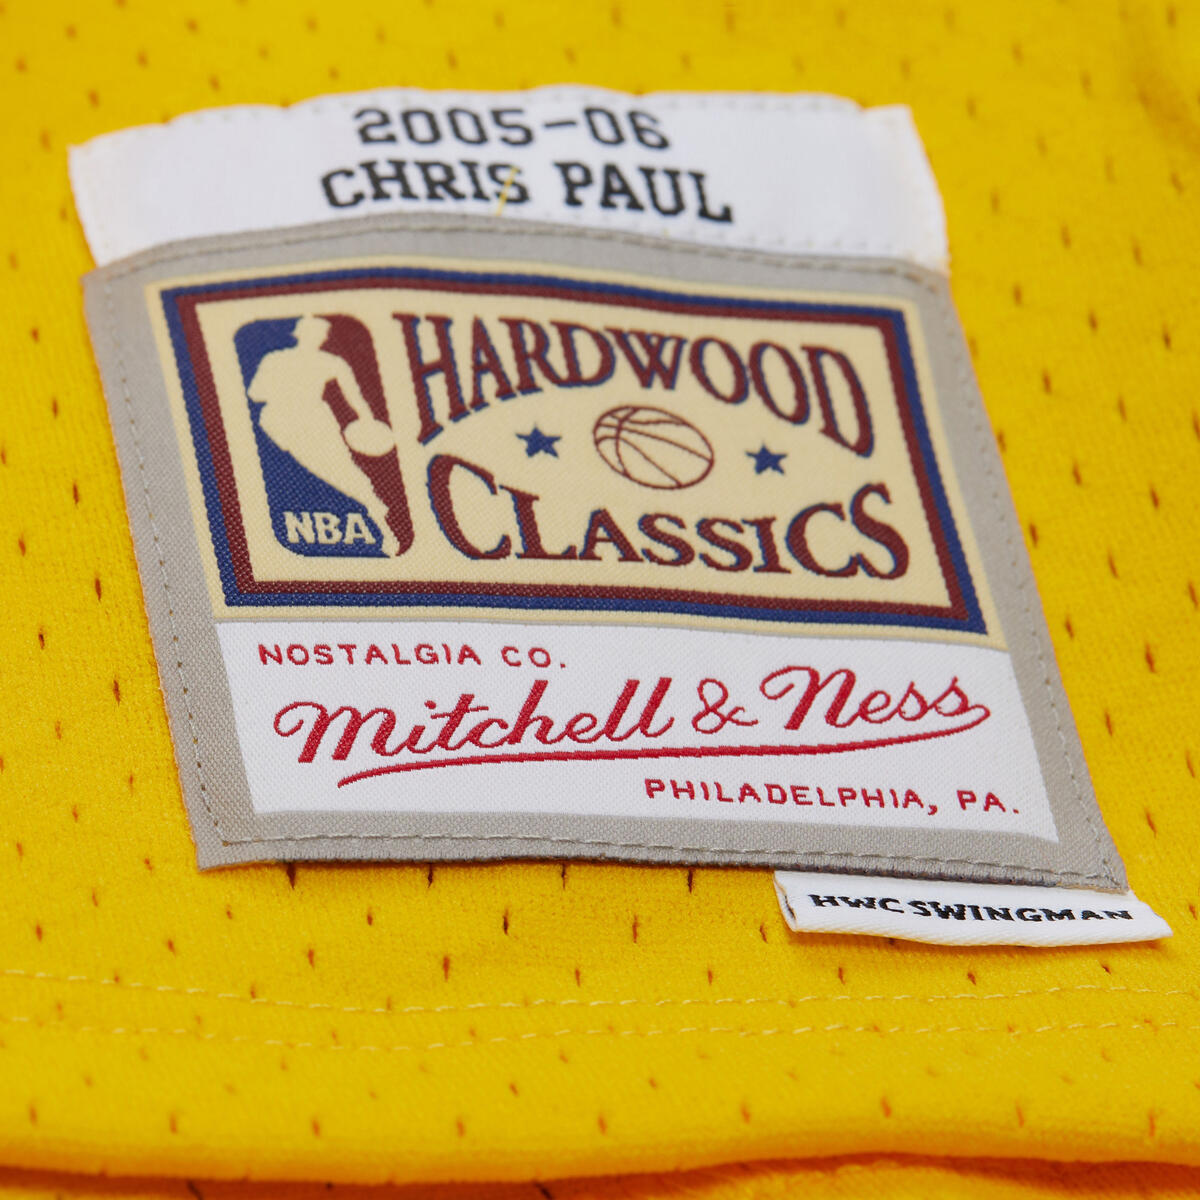 2005-06
CHRIS PAUL
HARDWOOD
CLASSICS
NBA
NOSTALGIA CO.
Mitchell & Ness
PHILADELPHIA, PA.
HWC SWINGMAN